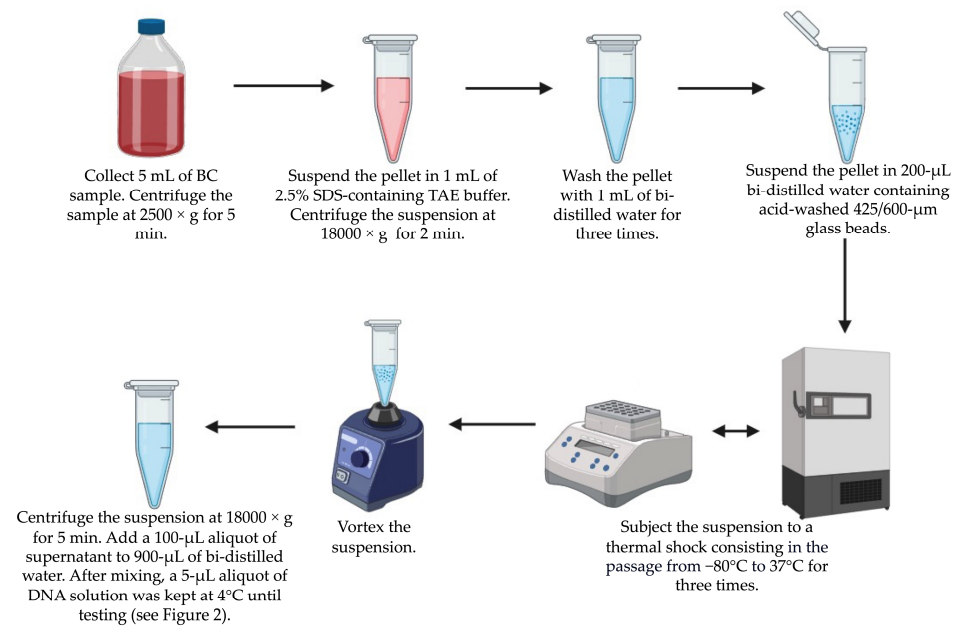 Collect 5 mL of BC
sample. Centrifuge the
sample at 2500 × g for 5
min.
Suspend the pellet in 1 mL of
2.5% SDS-containing TAE buffer.
Centrifuge the suspension at
18000 × g for 2 min.
Wash the pellet
with 1 mL of bi-
distilled water for
three times.
Suspend the pellet in 200-μL
bi-distilled water containing
acid-washed 425/600-μm
glass beads.
Subject the suspension to a
thermal shock consisting in the
passage from −80°C to 37°C for
three times.
Vortex the
suspension.
Centrifuge the suspension at 18000 × g
for 5 min. Add a 100-μL aliquot of
supernatant to 900-μL of bi-distilled
water. After mixing, a 5-μL aliquot of
DNA solution was kept at 4°C until
testing (see Figure 2).